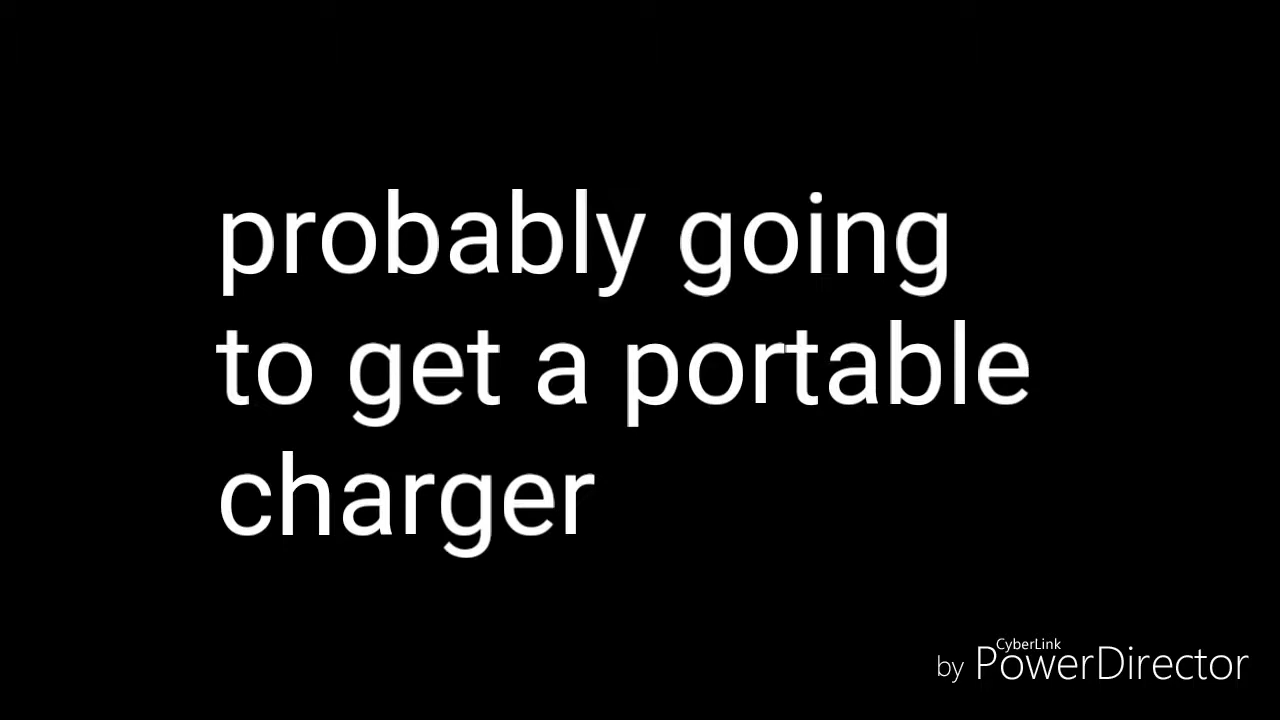 probably going
to get a portable
charger
CyberLink
by PowerDirector